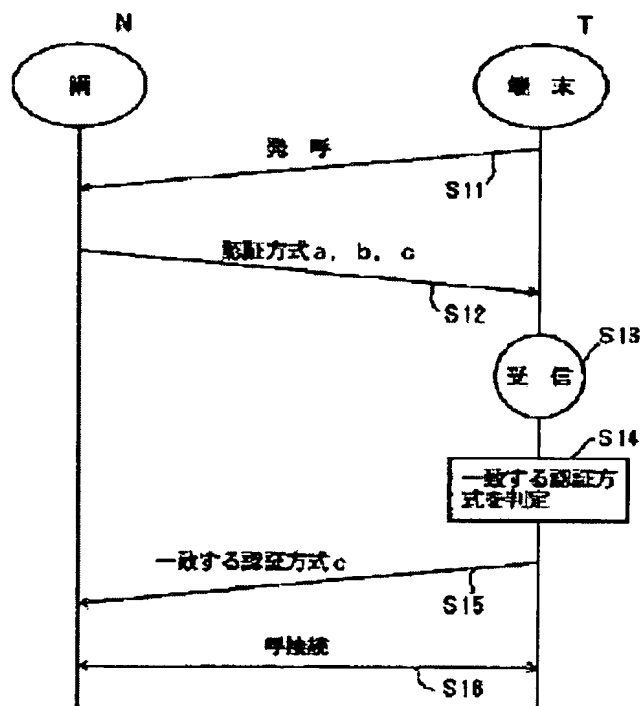 N
T
網
端 末
発 呼
S11
認証方式a, b, c
S12
S13
受 信
S14
一致する認証方
式を判定
一致する認証方式c
S15
呼接続
S16